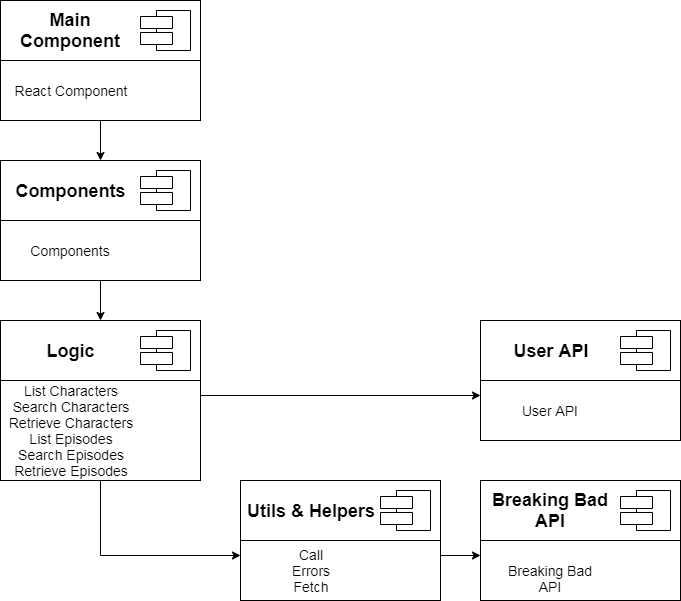 Main
Component
React Component
Components
Components
Logic
List Characters
Search Characters
Retrieve Characters
List Episodes
Search Episodes
Retrieve Episodes
User API
User API
Utils & Helpers
Call
Errors
Fetch
Breaking Bad
API
Breaking Bad
API